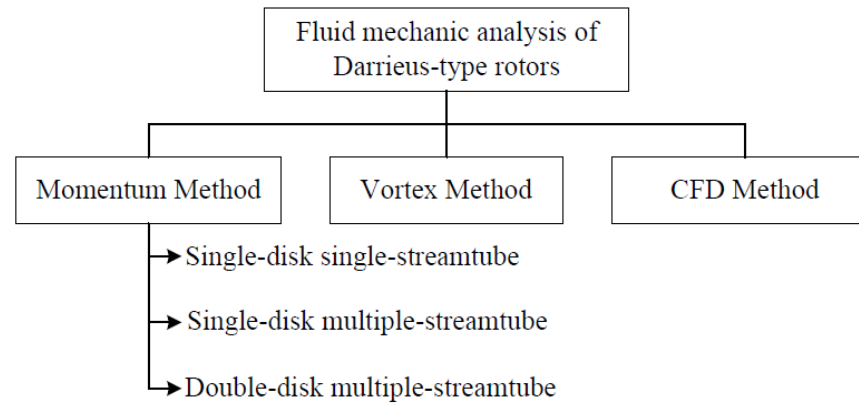 Fluid mechanic analysis of
Darrieus-type rotors
Momentum Method
Vortex Method
CFD Method
Single-disk single-streamtube
Single-disk multiple-streamtube
Double-disk multiple-streamtube